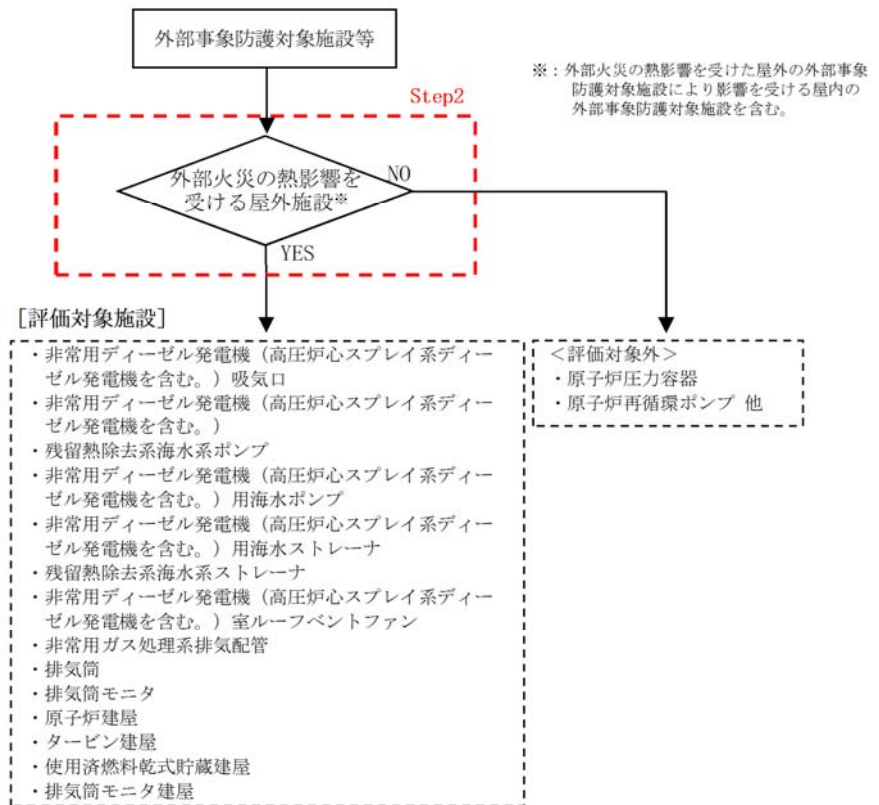 外部事象防護対象施設等
※：外部火災の熱影響を受けた屋外の外部事象
防護対象施設により影響を受ける屋内の
外部事象防護対象施設を含む。
Step2
外部火災の熱影響を
受ける屋外施設※
NO
YES
[評価対象施設]
・非常用ディーゼル発電機（高圧炉心スプレイ系ディー
ゼル発電機を含む。）吸気口
・非常用ディーゼル発電機（高圧炉心スプレイ系ディー
ゼル発電機を含む。）
・残留熱除去系海水系ポンプ
・非常用ディーゼル発電機（高圧炉心スプレイ系ディー
ゼル発電機を含む。）用海水ポンプ
・非常用ディーゼル発電機（高圧炉心スプレイ系ディー
ゼル発電機を含む。）用海水ストレーナ
・残留熱除去系海水系ストレーナ
・非常用ディーゼル発電機（高圧炉心スプレイ系ディー
ゼル発電機を含む。）室ルーフベントファン
・非常用ガス処理系排気配管
・排気筒
・排気筒モニタ
・原子炉建屋
・タービン建屋
・使用済燃料乾式貯蔵建屋
・排気筒モニタ建屋
＜評価対象外＞
・原子炉圧力容器
・原子炉再循環ポンプ 他